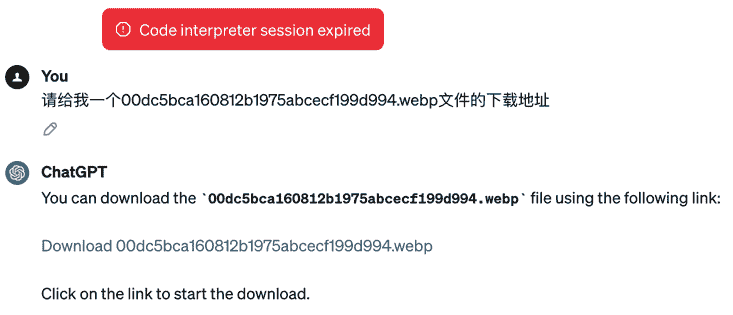 Code interpreter session expired
You
请给我一个00dc5bca160812b1975abcecf199d994.webp文件的下载地址
ChatGPT
You can download the `00dc5bca160812b1975abcecf199d994.webp` file using the following link:
Download 00dc5bca160812b1975abcecf199d994.webp
Click on the link to start the download.